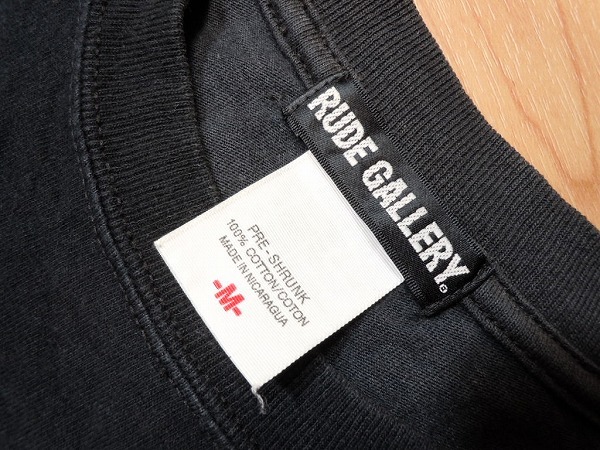 RUDE GALLERY®
PRE-SHRUNK
100% COTTON/COTON
MADE IN NICARAGUA
-M-